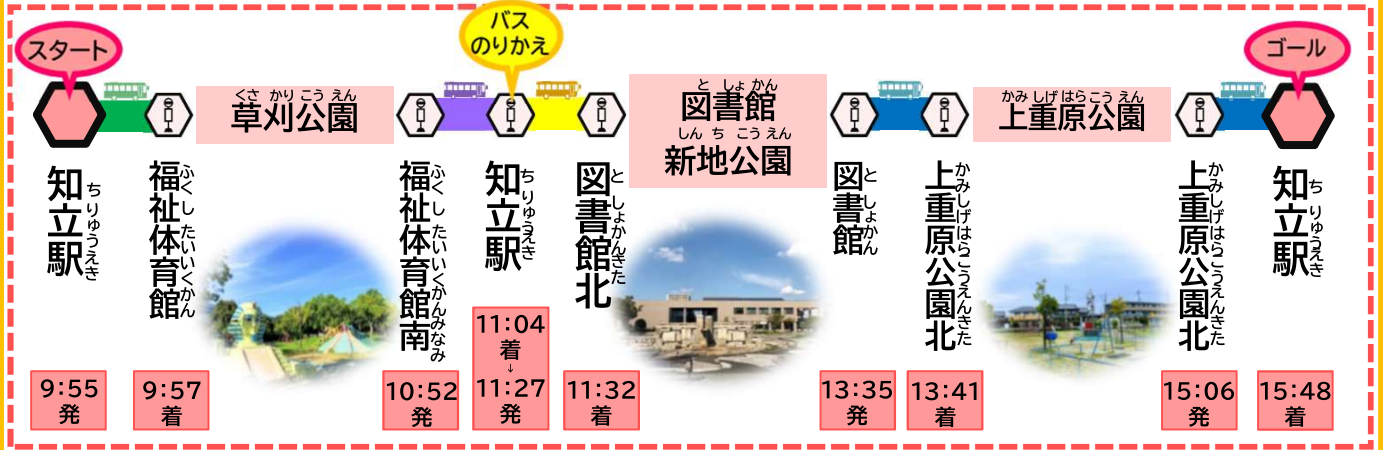 スタート
バス
のりかえ
ゴール
くさ かり こう えん
草刈公園
と しょ かん
図書館
しん ち こう えん
新地公園
かみ しげ はら こう えん
上重原公園
知立駅
ちりゅうえき
福祉体育館
ふくしたいいくかん
福祉体育館南
ふくしたいいくかんみなみ
知立駅
ちりゅうえき
図書館北
としょかんきた
図書館
としょかん
上重原公園北
かみしげはらこうえんきた
上重原公園北
かみしげはらこうえんきた
知立駅
ちりゅうえき
9:55
発
9:57
着
10:52
発
11:04
着
↓
11:27
発
11:32
着
13:35
発
13:41
着
15:06
発
15:48
着